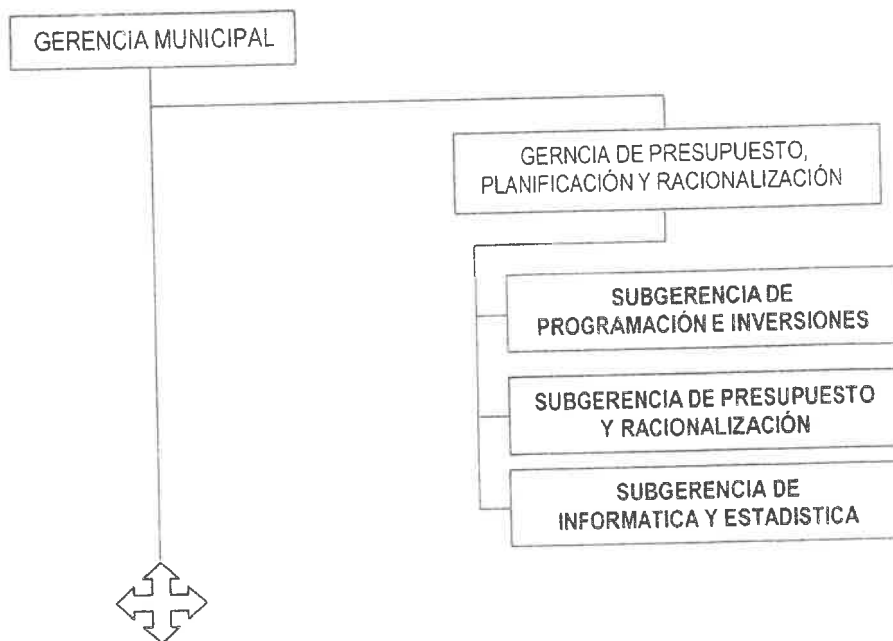 GERENCIA MUNICIPAL
GERNCIA DE PRESUPUESTO,
PLANIFICACIÓN Y RACIONALIZACIÓN
SUBGERENCIA DE
PROGRAMACIÓN E INVERSIONES
SUBGERENCIA DE PRESUPUESTO
Y RACIONALIZACIÓN
SUBGERENCIA DE
INFORMATICA Y ESTADISTICA